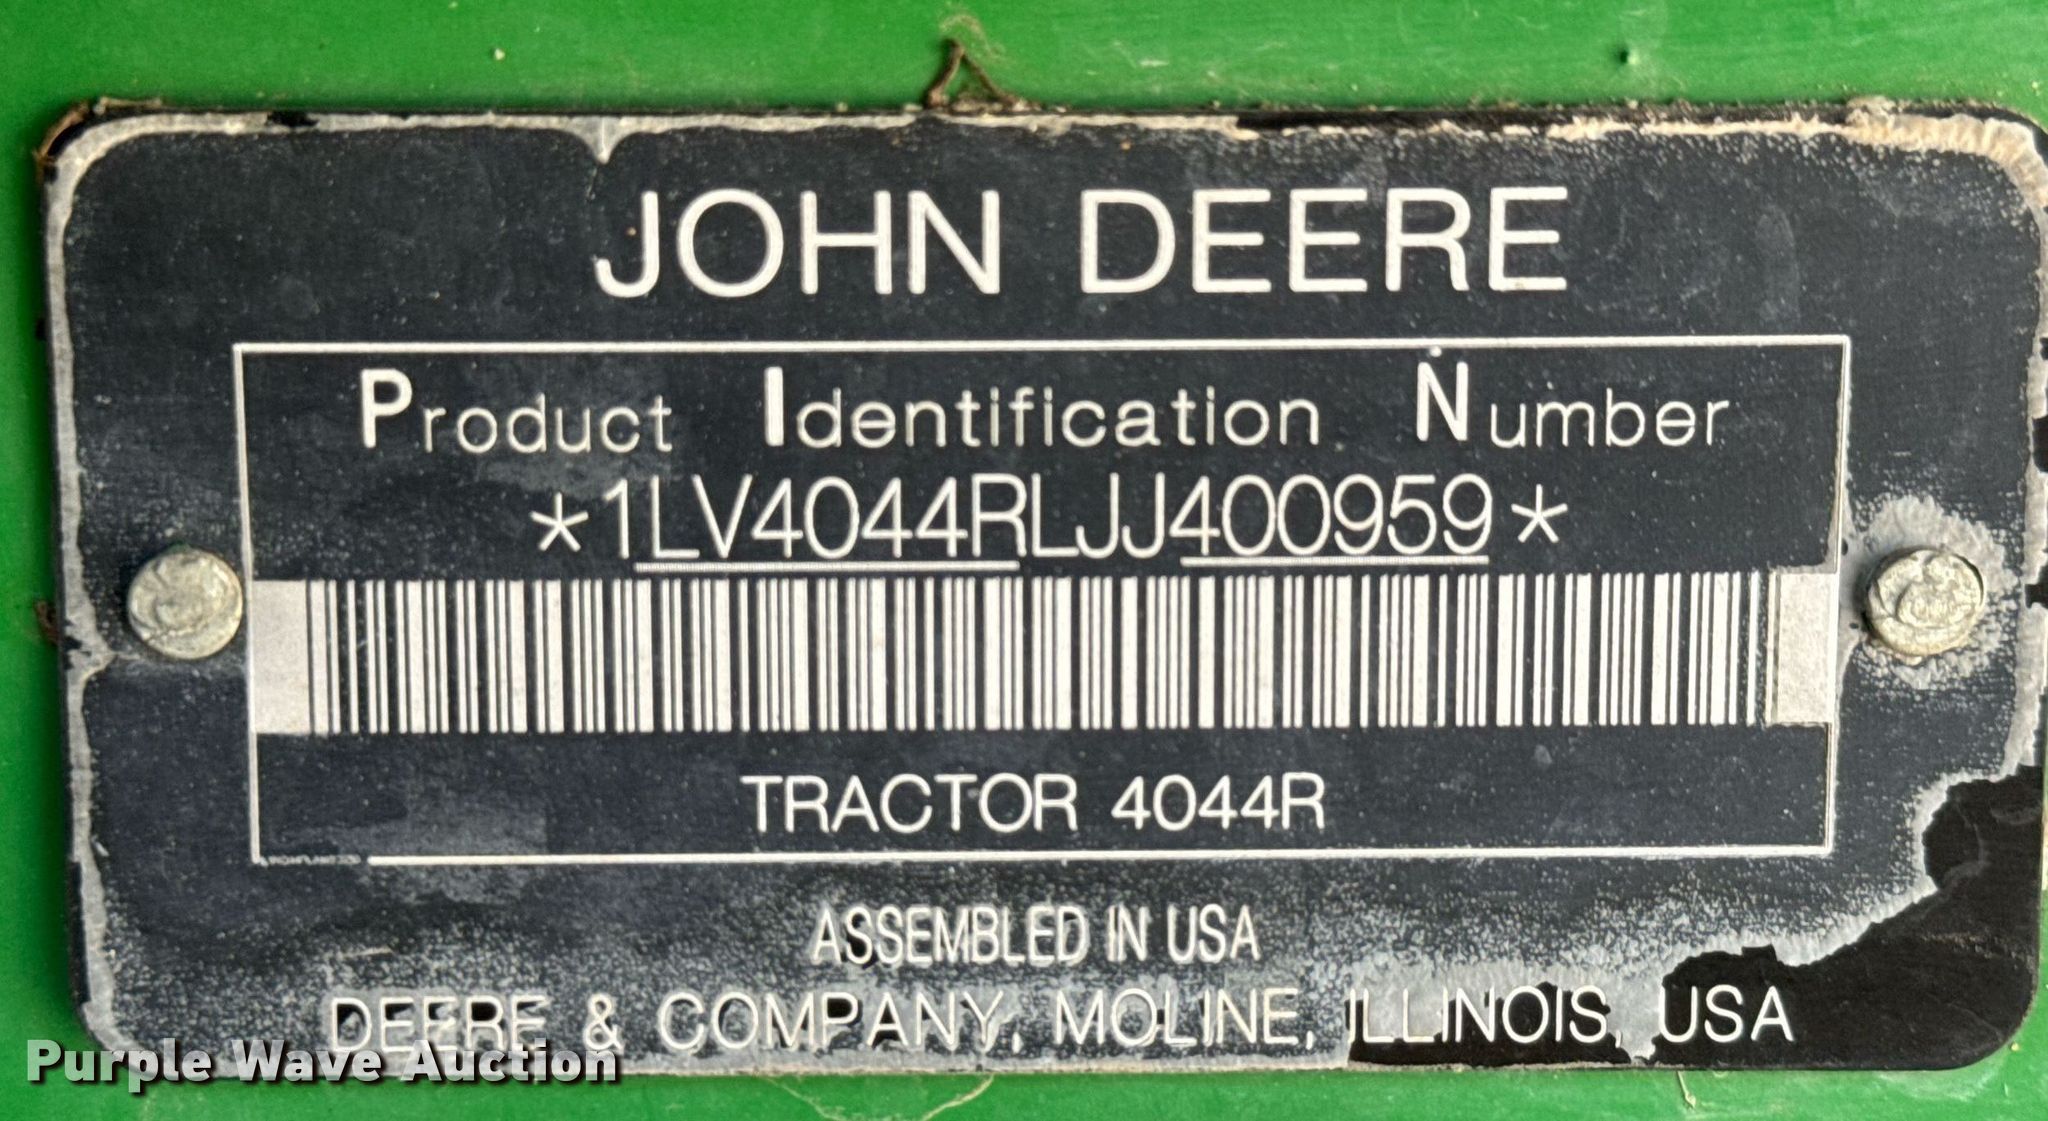 JOHN DEERE
Product Identification Number
*1LV4044RLJJ400959*
TRACTOR 4044R
ASSEMBLED IN USA
DEERE & COMPANY, MOLINE, ILLINOIS, USA
Purple Wave Auction